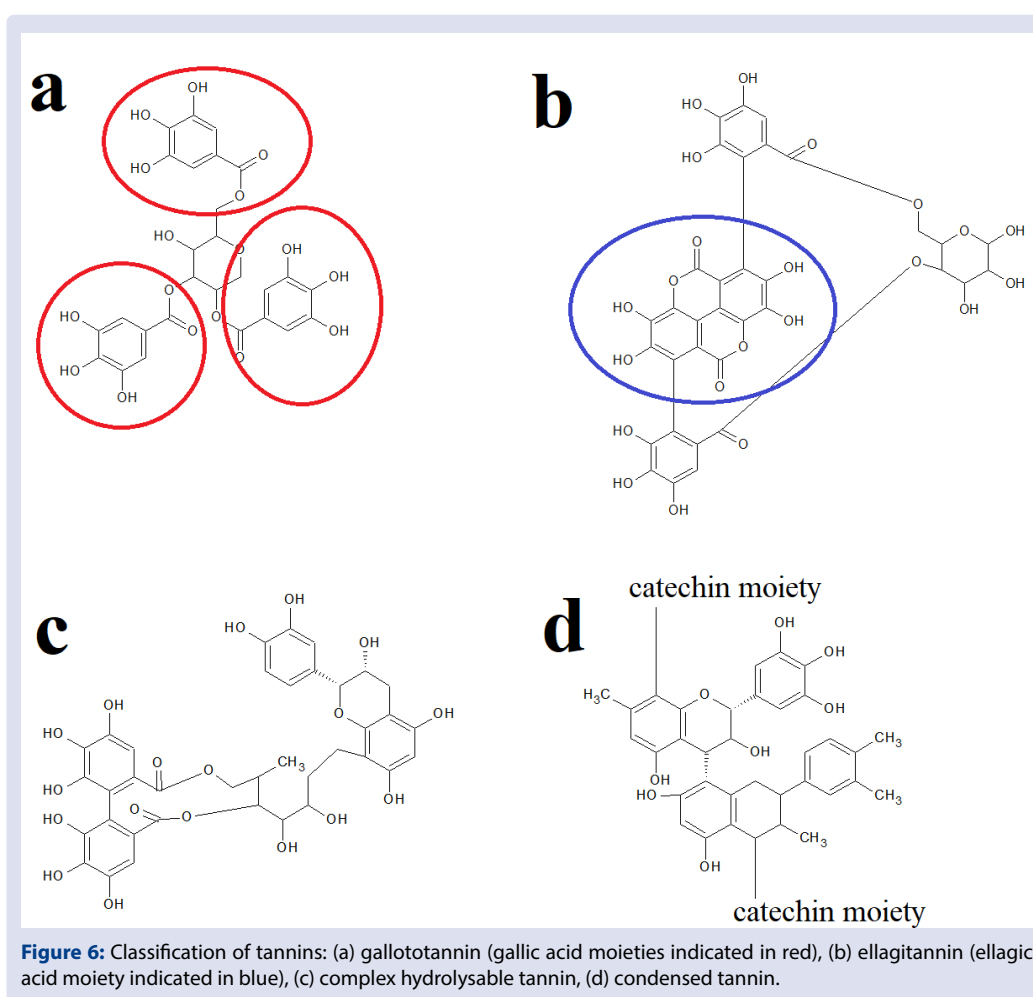 a
OH
HO
HO
HO
O
O
HO
O
O
O
O
O
OH
OH
OH
HO
HO
OH
b
OH
HO
HO
O
O
O
OH
OH
OH
OH
O
O
OH
OH
HO
HO
O
O
HO
HO
O
OH
c
OH
HO
OH
O
OH
OH
OH
HO
HO
O
O
CH3
O
O
HO
HO
OH
OH
OH
d
catechin moiety
OH
OH
OH
H3C
O
OH
OH
HO
CH3
CH3
CH3
OH
catechin moiety
Figure 6: Classification of tannins: (a) gallototannin (gallic acid moieties indicated in red), (b) ellagitannin (ellagic
acid moiety indicated in blue), (c) complex hydrolysable tannin, (d) condensed tannin.